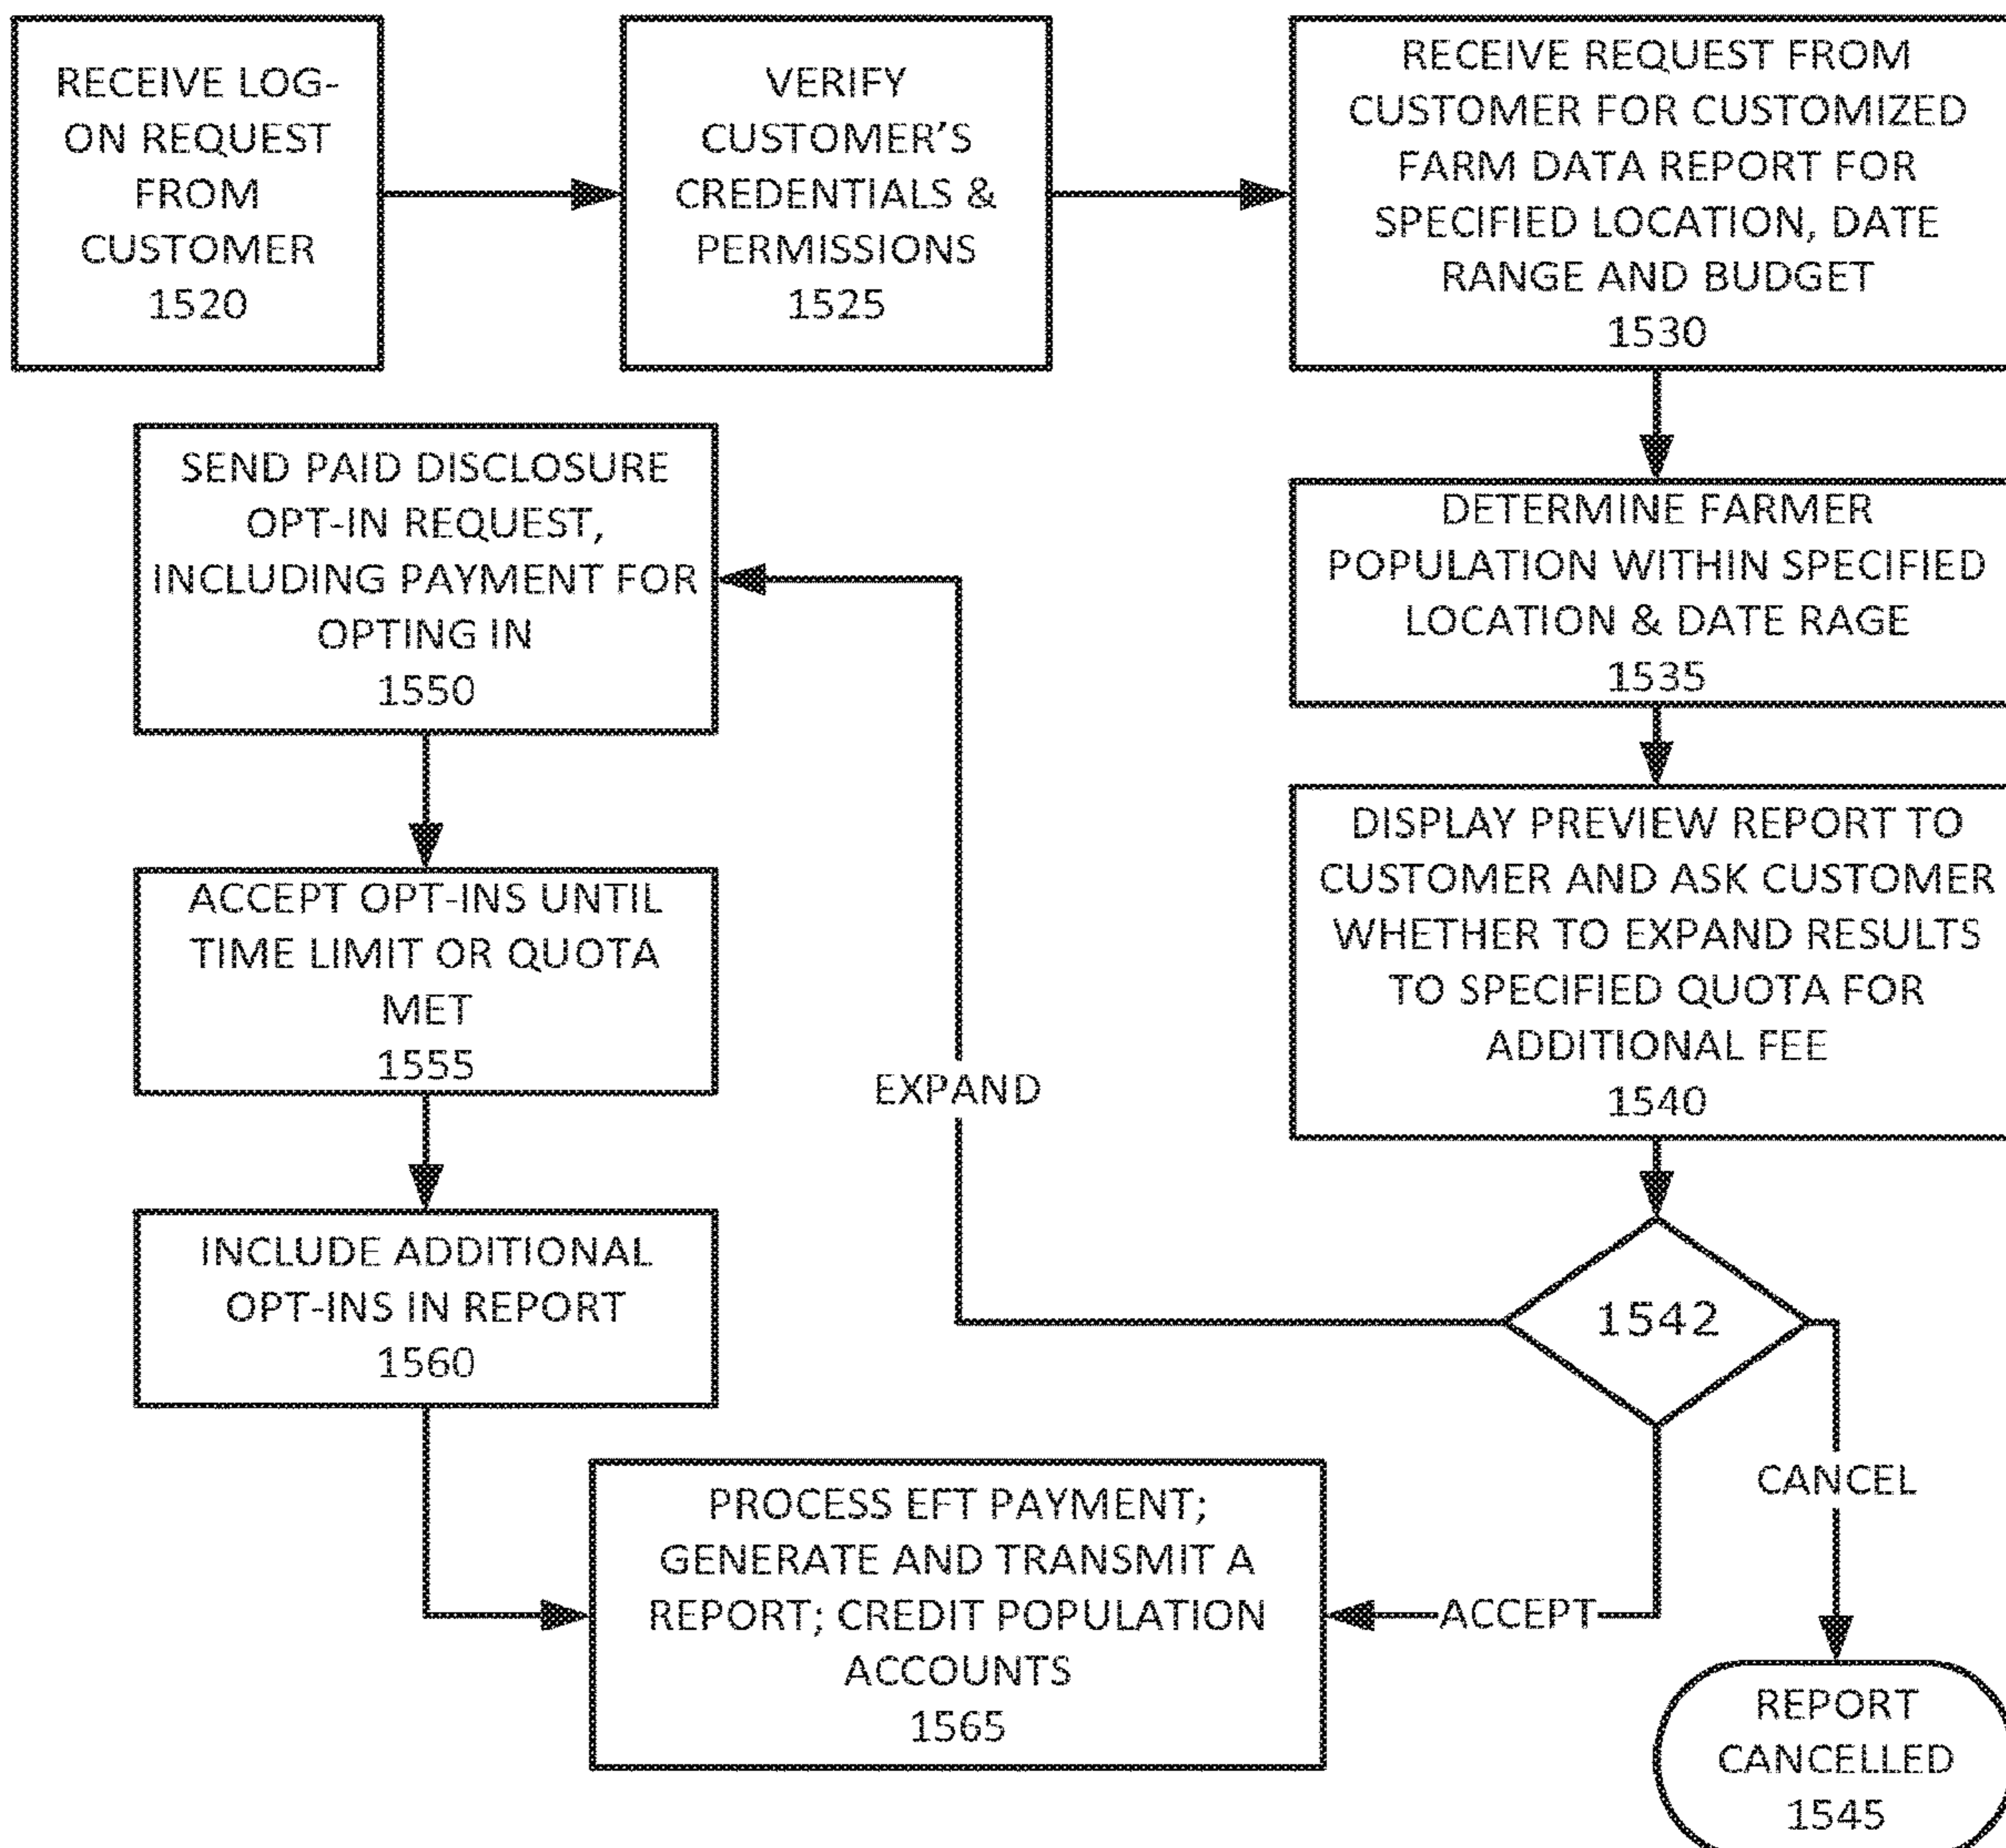 RECEIVE LOG-
ON REQUEST
FROM
CUSTOMER
1520
VERIFY
CUSTOMER'S
CREDENTIALS &
PERMISSIONS
1525
RECEIVE REQUEST FROM
CUSTOMER FOR CUSTOMIZED
FARM DATA REPORT FOR
SPECIFIED LOCATION, DATE
RANGE AND BUDGET
1530
DETERMINE FARMER
POPULATION WITHIN SPECIFIED
LOCATION & DATE RAGE
1535
DISPLAY PREVIEW REPORT TO
CUSTOMER AND ASK CUSTOMER
WHETHER TO EXPAND RESULTS
TO SPECIFIED QUOTA FOR
ADDITIONAL FEE
1540
1542
EXPAND
SEND PAID DISCLOSURE
OPT-IN REQUEST,
INCLUDING PAYMENT FOR
OPTING IN
1550
ACCEPT OPT-INS UNTIL
TIME LIMIT OR QUOTA
MET
1555
INCLUDE ADDITIONAL
OPT-INS IN REPORT
1560
PROCESS EFT PAYMENT;
GENERATE AND TRANSMIT A
REPORT; CREDIT POPULATION
ACCOUNTS
1565
ACCEPT
CANCEL
REPORT
CANCELLED
1545